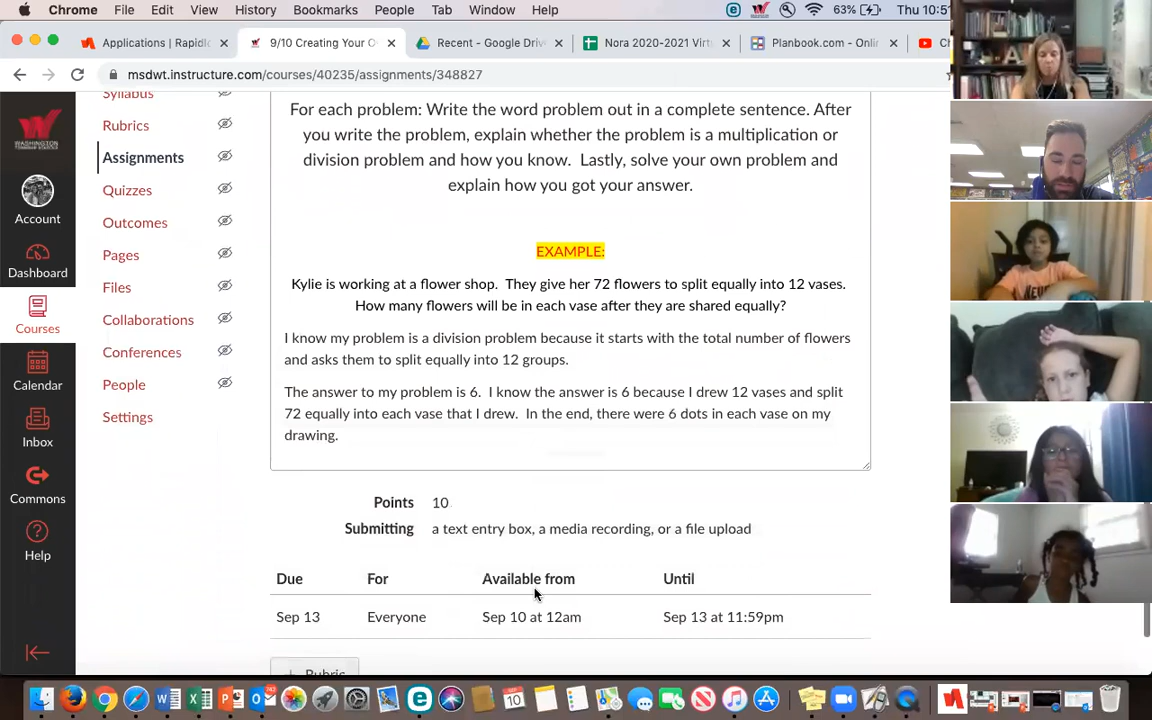 Chrome File Edit View History Bookmarks People Tab Window Help 63% Thu 10:51
Applications | Rapidl
9/10 Creating Your O
Recent - Google Driv
Nora 2020-2021 Virt
Planbook.com - Onlin
Ch
msdwt.instructure.com/courses/40235/assignments/348827
WASHINGTON
TOWNSHIP SCHOOLS
Account
Dashboard
Courses
Calendar
Inbox
Commons
Help
Syllabus
Rubrics
Assignments
Quizzes
Outcomes
Pages
Files
Collaborations
Conferences
People
Settings
For each problem: Write the word problem out in a complete sentence. After
you write the problem, explain whether the problem is a multiplication or
division problem and how you know. Lastly, solve your own problem and
explain how you got your answer.
EXAMPLE:
Kylie is working at a flower shop. They give her 72 flowers to split equally into 12 vases.
How many flowers will be in each vase after they are shared equally?
I know my problem is a division problem because it starts with the total number of flowers
and asks them to split equally into 12 groups.
The answer to my problem is 6. I know the answer is 6 because I drew 12 vases and split
72 equally into each vase that I drew. In the end, there were 6 dots in each vase on my
drawing.
Points 10
Submitting a text entry box, a media recording, or a file upload
Due For Available from Until
Sep 13 Everyone Sep 10 at 12am Sep 13 at 11:59pm
+ Rubric